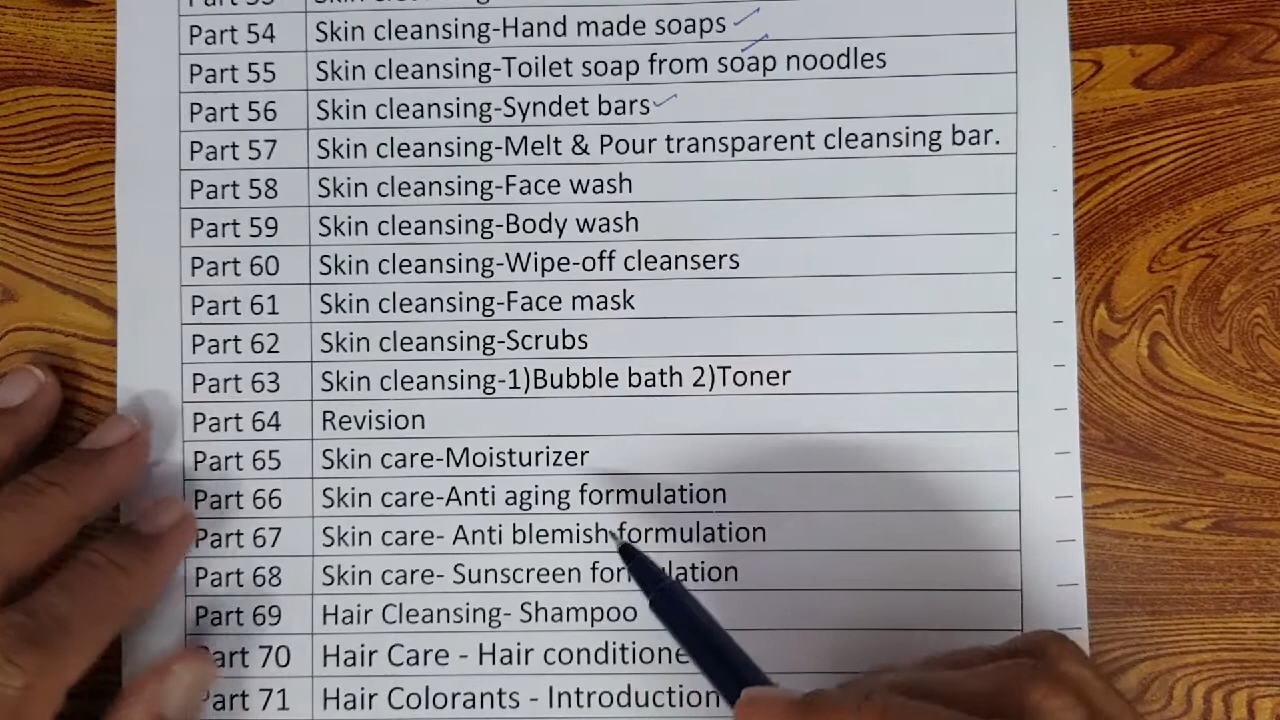 Part 54 Skin cleansing-Hand made soaps
Part 55 Skin cleansing-Toilet soap from soap noodles
Part 56 Skin cleansing-Syndet bars
Part 57 Skin cleansing-Melt & Pour transparent cleansing bar.
Part 58 Skin cleansing-Face wash
Part 59 Skin cleansing-Body wash
Part 60 Skin cleansing-Wipe-off cleansers
Part 61 Skin cleansing-Face mask
Part 62 Skin cleansing-Scrubs
Part 63 Skin cleansing-1)Bubble bath 2)Toner
Part 64 Revision
Part 65 Skin care-Moisturizer
Part 66 Skin care-Anti aging formulation
Part 67 Skin care- Anti blemish formulation
Part 68 Skin care- Sunscreen formulation
Part 69 Hair Cleansing- Shampoo
Part 70 Hair Care - Hair conditione
Part 71 Hair Colorants - Introduction